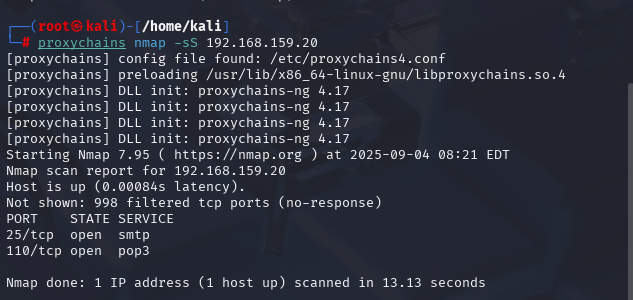 ┌──(root㉿kali)-[/home/kali]
└─# proxychains nmap -sS 192.168.159.20
[proxychains] config file found: /etc/proxychains4.conf
[proxychains] preloading /usr/lib/x86_64-linux-gnu/libproxychains.so.4
[proxychains] DLL init: proxychains-ng 4.17
[proxychains] DLL init: proxychains-ng 4.17
[proxychains] DLL init: proxychains-ng 4.17
[proxychains] DLL init: proxychains-ng 4.17
Starting Nmap 7.95 ( https://nmap.org ) at 2025-09-04 08:21 EDT
Nmap scan report for 192.168.159.20
Host is up (0.00084s latency).
Not shown: 998 filtered tcp ports (no-response)
PORT    STATE SERVICE
25/tcp  open  smtp
110/tcp open  pop3
Nmap done: 1 IP address (1 host up) scanned in 13.13 seconds